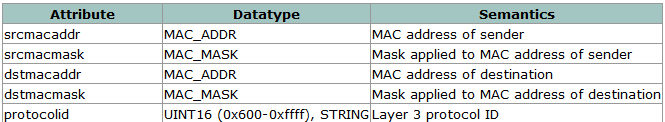 Attribute Datatype Semantics
srcmacaddr MAC_ADDR MAC address of sender
srcmacmask MAC_MASK Mask applied to MAC address of sender
dstmacaddr MAC_ADDR MAC address of destination
dstmacmask MAC_MASK Mask applied to MAC address of destination
protocolid UINT16 (0x600-0xffff), STRING Layer 3 protocol ID